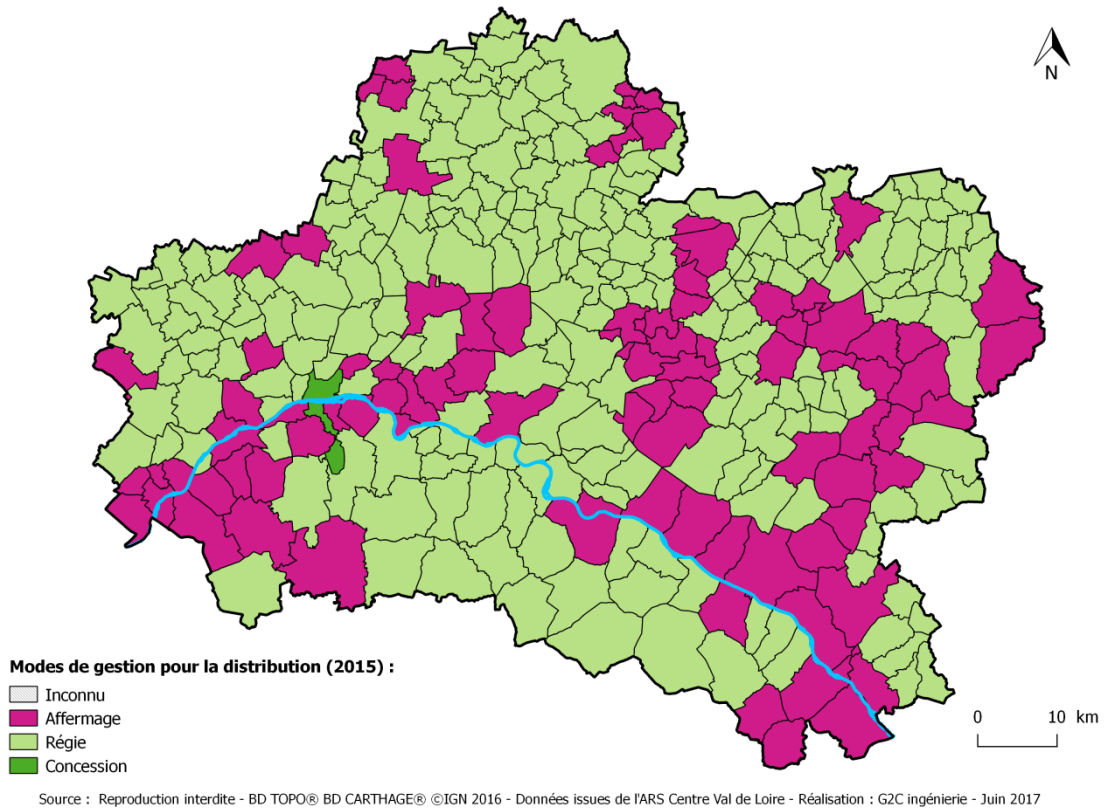 N
Modes de gestion pour la distribution (2015) :
Inconnu
Affermage
Régie
Concession
0 10 km
Source : Reproduction interdite - BD TOPO® BD CARTHAGE® ©IGN 2016 - Données issues de l'ARS Centre Val de Loire - Réalisation : G2C ingénierie - Juin 2017